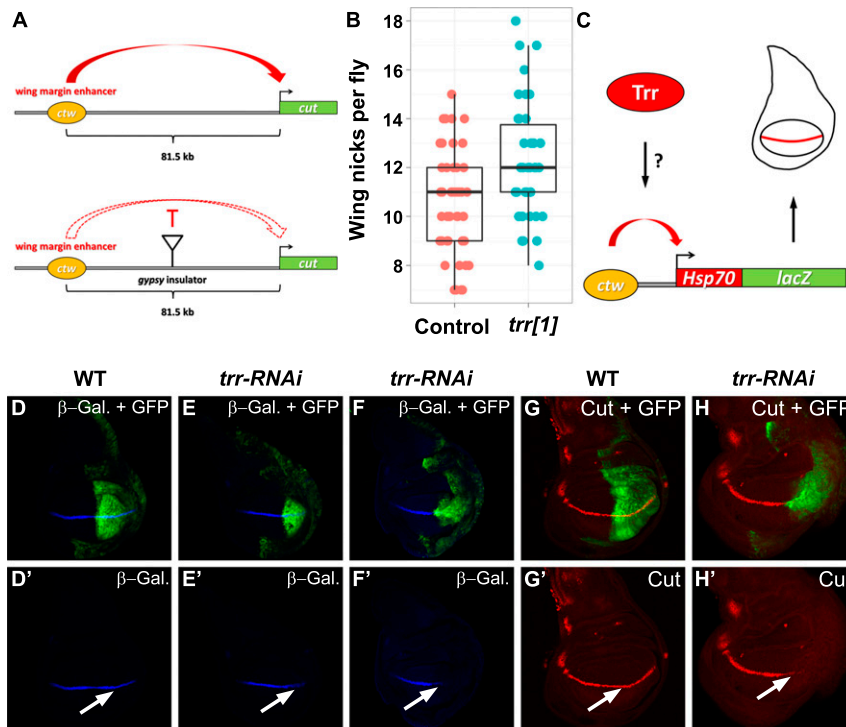 A
wing margin enhancer
ctw
cut
81.5 kb
wing margin enhancer
ctw
cut
gypsy insulator
81.5 kb
B
Wing nicks per fly
18
16
14
12
10
8
Control
trr[1]
C
Trr
?
ctw
Hsp70
lacZ
WT
trr-RNAi
trr-RNAi
WT
trr-RNAi
D
β–Gal. + GFP
E
β–Gal. + GFP
F
β–Gal. + GFP
G
Cut + GFP
H
Cut + GFP
D'
β–Gal.
E'
β–Gal.
F'
β–Gal.
G'
Cut
H'
Cu